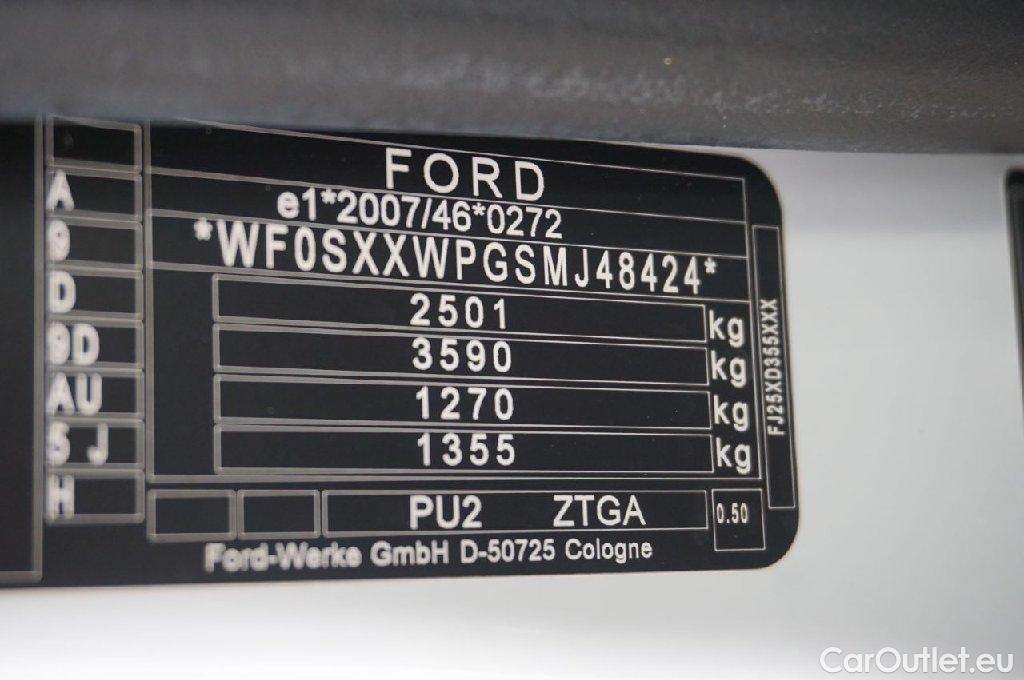 FORD
e1*2007/46*0272
*WF0SXXWPGSMJ48424*
2501 kg
3590 kg
1270 kg
1355 kg
A
9
D
9D
AU
5 J
H
PU2 ZTGA
0.50
FJ25XD355XXX
Ford-Werke GmbH D-50725 Cologne
CarOutlet.eu